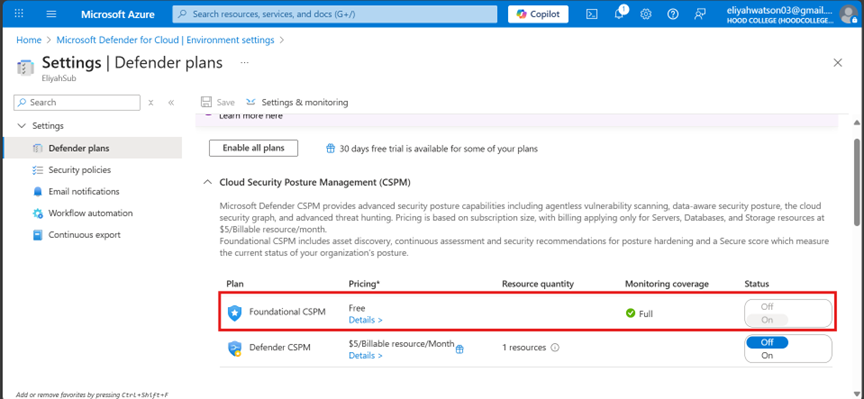 Microsoft Azure
Search resources, services, and docs (G+/)
Copilot
1
eliyahwatson03@gmail....
HOOD COLLEGE (HOODCOLLEGE....
Home > Microsoft Defender for Cloud | Environment settings >
Settings | Defender plans ...
EliyahSub
Search
Save
Settings & monitoring
Learn more here
Settings
Defender plans
Security policies
Email notifications
Workflow automation
Continuous export
Enable all plans
30 days free trial is available for some of your plans
Cloud Security Posture Management (CSPM)
Microsoft Defender CSPM provides advanced security posture capabilities including agentless vulnerability scanning, data-aware security posture, the cloud
security graph, and advanced threat hunting. Pricing is based on subscription size, with billing applying only for Servers, Databases, and Storage resources at
$5/Billable resource/month.
Foundational CSPM includes asset discovery, continuous assessment and security recommendations for posture hardening and a Secure score which measure
the current status of your organization's posture.
Plan Pricing* Resource quantity Monitoring coverage Status
Foundational CSPM Free Full Off
Details > On
Defender CSPM $5/Billable resource/Month 1 resources Off
Details > On
Add or remove favorites by pressing Ctrl+Shift+F